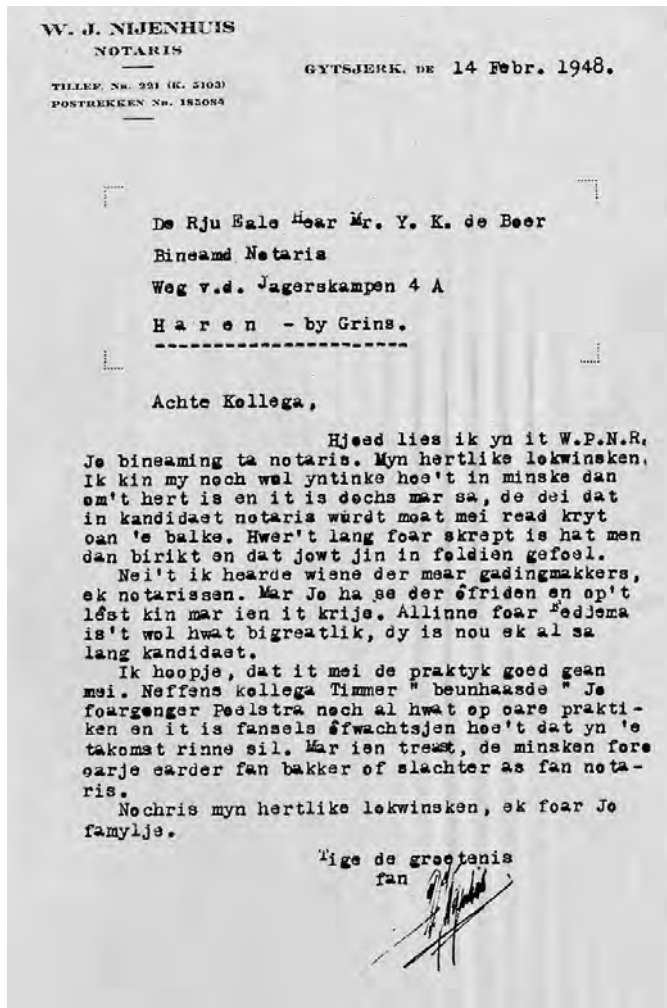 W. J. NIJENHUIS
NOTARIS
TILLEF. No. 221 (K. 5103)
POSTREKKEN No. 185084
GYTSJERK, DE 14 Febr. 1948.
De Rju Eale Hear Mr. Y. K. de Boer
Bineamd Notaris
Weg v.d. Jagerskampen 4 A
Haren - by Grins.
Achte Kollega,
Hjoed lies ik yn it W.P.N.R.
Jo bineaming ta notaris. Myn hertlike lokwinsken.
Ik kin my noch wol yntinke hoe't in minske dan
om't hert is en it is dochs mar sa, de dei dat
in kandidaet notaris wurdt moat mei read kryt
oan 'e balke. Hwer't lang foar skrept is hat men
dan birikt en dat jowt jin in foldien gefoel.
Nei't ik hearde wiene der mear gadingmakkers,
ek notarissen. Mar Jo ha se der ôfriden en op't
lêst kin mar ien it krije. Allinne foar Nedjema
is't wol hwat bigreatlik, dy is nou ek al sa
lang kandidaet.
Ik hoopje, dat it mei de praktyk goed gean
mei. Neffens kollega Timmer " beunhaasde " Jo
foargonger Poelstra noch al hwat op oare prakti-
ken en it is fansels ôfwachtsjen hoe't dat yn 'e
takomst rinne sil. Mar ien treast, de minsken fore
oarje earder fan bakker of slachter as fan nota-
ris.
Nochris myn hertlike lokwinsken, ek foar Jo
famylje.
Tige de groetenis
fan